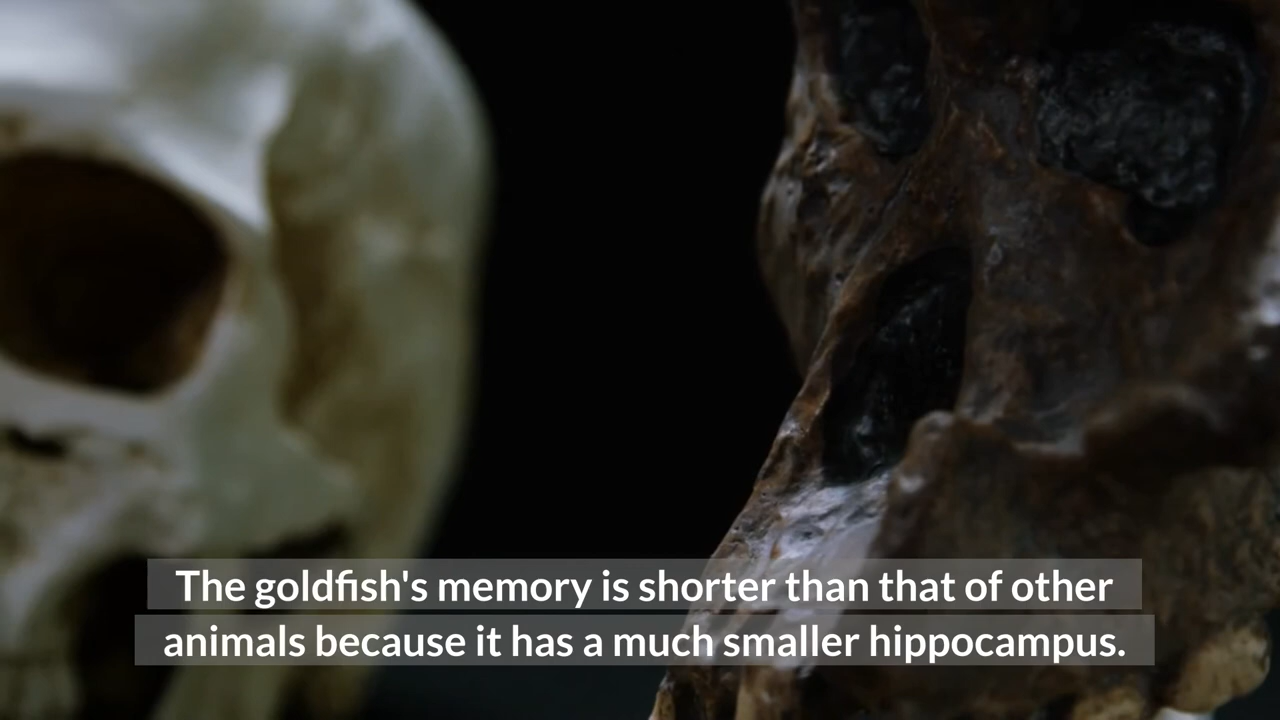 The goldfish's memory is shorter than that of other
animals because it has a much smaller hippocampus.